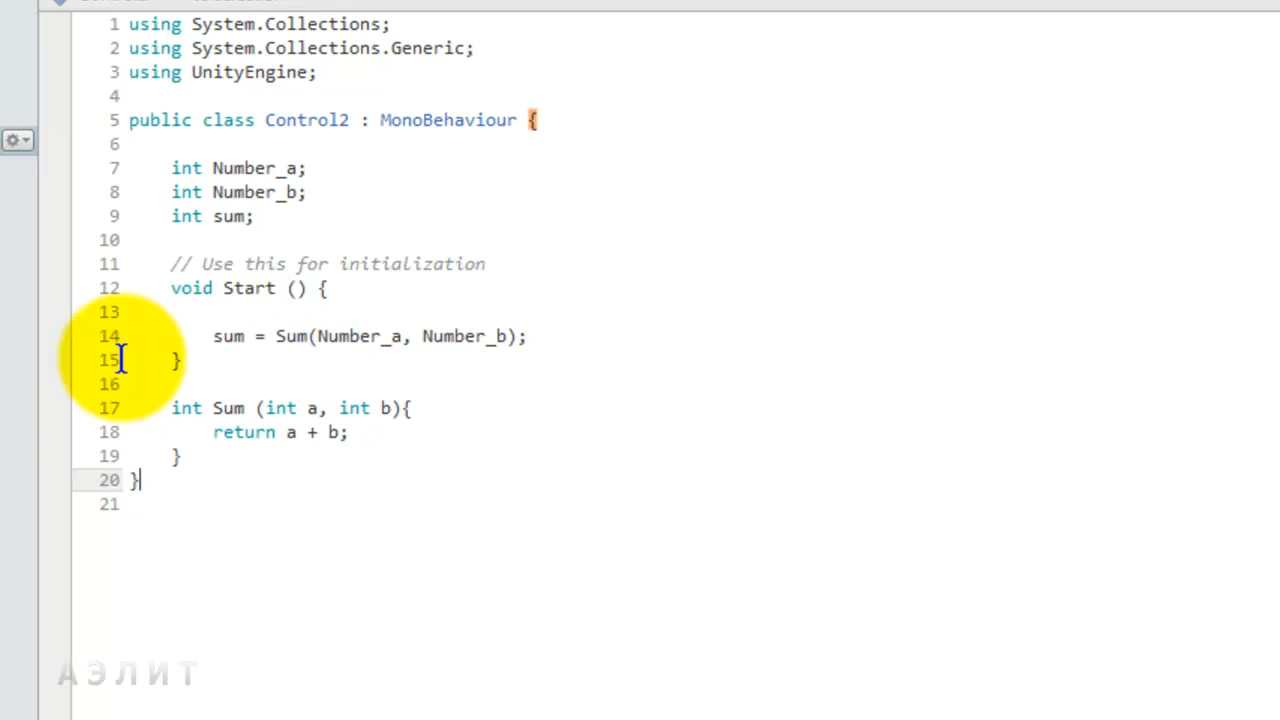 1 using System.Collections;
2 using System.Collections.Generic;
3 using UnityEngine;
4
5 public class Control2 : MonoBehaviour {
6
7 int Number_a;
8 int Number_b;
9 int sum;
10
11 // Use this for initialization
12 void Start () {
13
14 sum = Sum(Number_a, Number_b);
15 }
16
17 int Sum (int a, int b){
18 return a + b;
19 }
20 }
21
АЭЛИТ